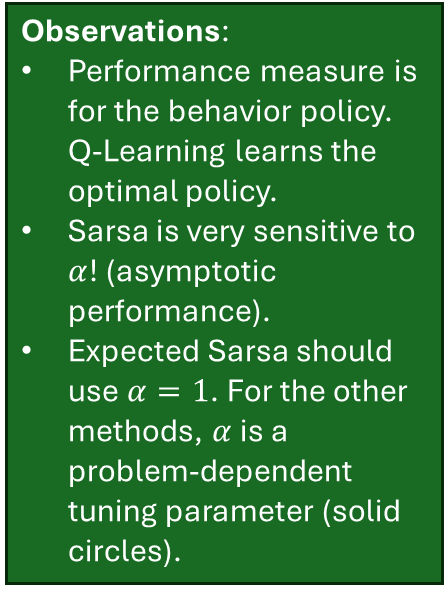 Observations:
• Performance measure is
for the behavior policy.
Q-Learning learns the
optimal policy.
• Sarsa is very sensitive to
𝛼! (asymptotic
performance).
• Expected Sarsa should
use 𝛼 = 1. For the other
methods, 𝛼 is a
problem-dependent
tuning parameter (solid
circles).